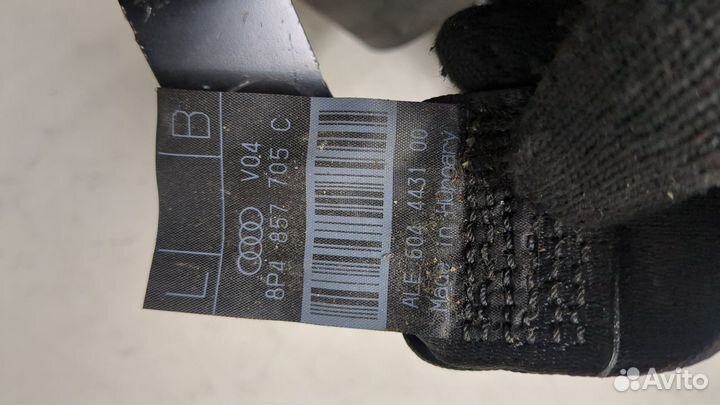 L B
V04
8P4 857 705 C
ALE 604 4431 00
Made in Hungary
Avito